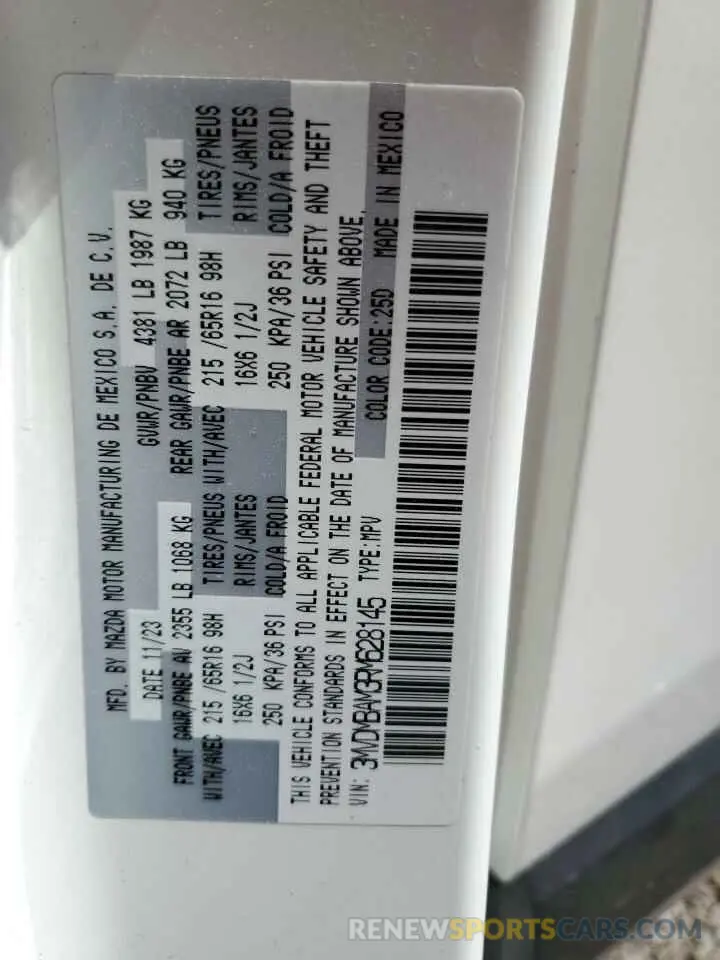 MFD. BY MAZDA MOTOR MANUFACTURING DE MEXICO S.A. DE C.V.
DATE 11/23 GVWR/PNBV 4381 LB 1987 KG
FRONT GAWR/PNBE AV 2355 LB 1068 KG REAR GAWR/PNBE AR 2072 LB 940 KG
WITH/AVEC 215 /65R16 98H TIRES/PNEUS WITH/AVEC 215 /65R16 98H TIRES/PNEUS
16X6 1/2J RIMS/JANTES 16X6 1/2J RIMS/JANTES
250 KPA/36 PSI COLD/A FROID 250 KPA/36 PSI COLD/A FROID
THIS VEHICLE CONFORMS TO ALL APPLICABLE FEDERAL MOTOR VEHICLE SAFETY AND THEFT
PREVENTION STANDARDS IN EFFECT ON THE DATE OF MANUFACTURE SHOWN ABOVE.
VIN: 3MVDMBAM3RM628145 TYPE:MPV COLOR CODE:25D MADE IN MEXICO
RENEWSPORTSCARS.COM